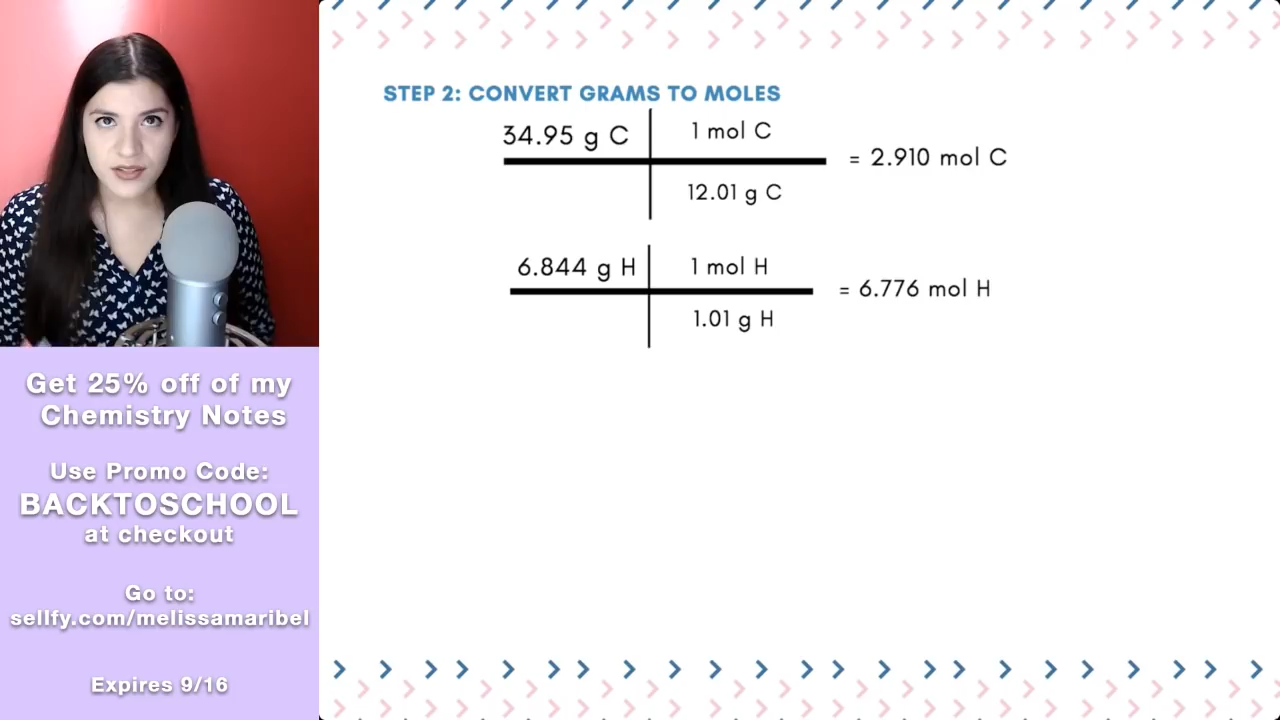 STEP 2: CONVERT GRAMS TO MOLES
34.95 g C
1 mol C
12.01 g C
= 2.910 mol C
6.844 g H
1 mol H
1.01 g H
= 6.776 mol H
Get 25% off of my
Chemistry Notes
Use Promo Code:
BACKTOSCHOOL
at checkout
Go to:
sellfy.com/melissamaribel
Expires 9/16